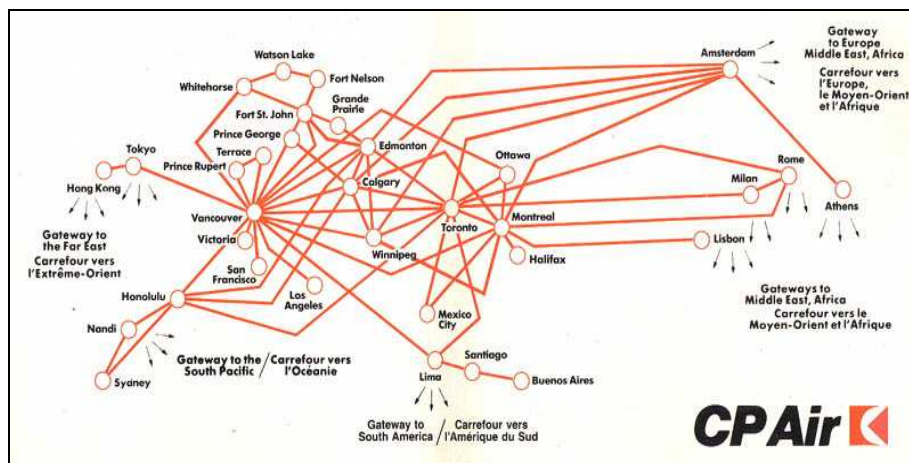 Gateway
to Europe
Middle East, Africa
Amsterdam
Carrefour vers
l'Europe,
le Moyen-Orient
et l'Afrique
Watson Lake
Whitehorse
Fort Nelson
Fort St. John
Grande
Prairie
Prince George
Edmonton
Tokyo
Terrace
Prince Rupert
Hong Kong
Calgary
Ottawa
Rome
Milan
Athens
Vancouver
Toronto
Montreal
Gateway to
the Far East
Carrefour vers
l'Extrême-Orient
Victoria
Winnipeg
Halifax
Lisbon
San
Francisco
Los
Angeles
Honolulu
Gateways to
Middle East, Africa
Carrefour vers le
Moyen-Orient et l'Afrique
Nandi
Mexico
City
Sydney
Gateway to the / Carrefour vers
South Pacific / l'Océanie
Santiago
Lima
Buenos Aires
Gateway to / Carrefour vers
South America / l'Amérique du Sud
CP Air